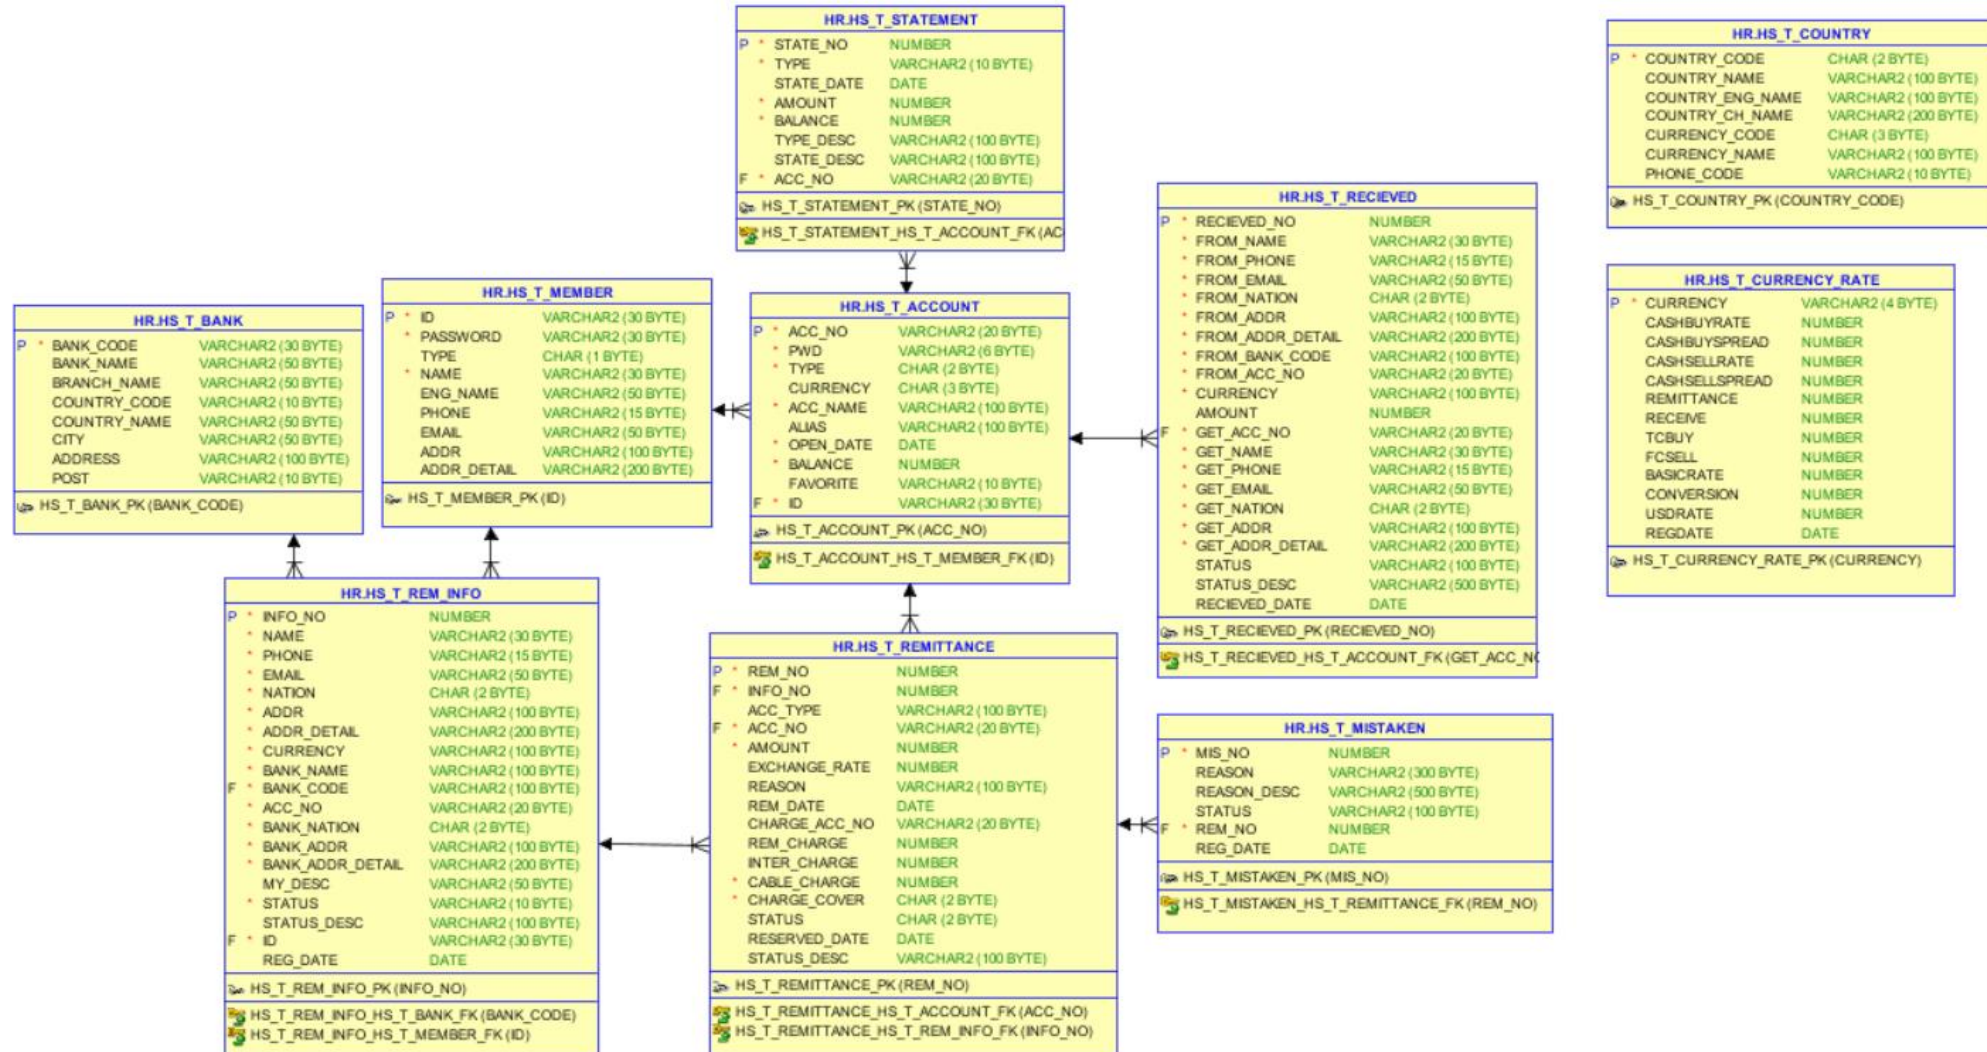 HR.HS_T_STATEMENT
P * STATE_NO NUMBER
* TYPE VARCHAR2 (10 BYTE)
STATE_DATE DATE
* AMOUNT NUMBER
* BALANCE NUMBER
TYPE_DESC VARCHAR2 (100 BYTE)
STATE_DESC VARCHAR2 (100 BYTE)
F * ACC_NO VARCHAR2 (20 BYTE)
HS_T_STATEMENT_PK (STATE_NO)
HS_T_STATEMENT_HS_T_ACCOUNT_FK (AC
HR.HS_T_COUNTRY
P * COUNTRY_CODE CHAR (2 BYTE)
COUNTRY_NAME VARCHAR2 (100 BYTE)
COUNTRY_ENG_NAME VARCHAR2 (100 BYTE)
COUNTRY_CH_NAME VARCHAR2 (200 BYTE)
CURRENCY_CODE CHAR (3 BYTE)
CURRENCY_NAME VARCHAR2 (100 BYTE)
PHONE_CODE VARCHAR2 (10 BYTE)
HS_T_COUNTRY_PK (COUNTRY_CODE)
HR.HS_T_BANK
P * BANK_CODE VARCHAR2 (30 BYTE)
BANK_NAME VARCHAR2 (50 BYTE)
BRANCH_NAME VARCHAR2 (50 BYTE)
COUNTRY_CODE VARCHAR2 (10 BYTE)
COUNTRY_NAME VARCHAR2 (50 BYTE)
CITY VARCHAR2 (50 BYTE)
ADDRESS VARCHAR2 (100 BYTE)
POST VARCHAR2 (10 BYTE)
HS_T_BANK_PK (BANK_CODE)
HR.HS_T_MEMBER
P * ID VARCHAR2 (30 BYTE)
* PASSWORD VARCHAR2 (30 BYTE)
TYPE CHAR (1 BYTE)
* NAME VARCHAR2 (30 BYTE)
ENG_NAME VARCHAR2 (50 BYTE)
PHONE VARCHAR2 (15 BYTE)
EMAIL VARCHAR2 (50 BYTE)
ADDR VARCHAR2 (100 BYTE)
ADDR_DETAIL VARCHAR2 (200 BYTE)
HS_T_MEMBER_PK (ID)
HR.HS_T_ACCOUNT
P * ACC_NO VARCHAR2 (20 BYTE)
* PWD VARCHAR2 (6 BYTE)
* TYPE CHAR (2 BYTE)
CURRENCY CHAR (3 BYTE)
* ACC_NAME VARCHAR2 (100 BYTE)
ALIAS VARCHAR2 (100 BYTE)
* OPEN_DATE DATE
* BALANCE NUMBER
FAVORITE VARCHAR2 (10 BYTE)
F * ID VARCHAR2 (30 BYTE)
HS_T_ACCOUNT_PK (ACC_NO)
HS_T_ACCOUNT_HS_T_MEMBER_FK (ID)
HR.HS_T_RECIEVED
P * RECIEVED_NO NUMBER
* FROM_NAME VARCHAR2 (30 BYTE)
* FROM_PHONE VARCHAR2 (15 BYTE)
* FROM_EMAIL VARCHAR2 (50 BYTE)
* FROM_NATION CHAR (2 BYTE)
* FROM_ADDR VARCHAR2 (100 BYTE)
* FROM_ADDR_DETAIL VARCHAR2 (200 BYTE)
* FROM_BANK_CODE VARCHAR2 (100 BYTE)
* FROM_ACC_NO VARCHAR2 (20 BYTE)
* CURRENCY VARCHAR2 (100 BYTE)
AMOUNT NUMBER
F * GET_ACC_NO VARCHAR2 (20 BYTE)
* GET_NAME VARCHAR2 (30 BYTE)
* GET_PHONE VARCHAR2 (15 BYTE)
* GET_EMAIL VARCHAR2 (50 BYTE)
* GET_NATION CHAR (2 BYTE)
* GET_ADDR VARCHAR2 (100 BYTE)
* GET_ADDR_DETAIL VARCHAR2 (200 BYTE)
STATUS VARCHAR2 (100 BYTE)
STATUS_DESC VARCHAR2 (500 BYTE)
RECIEVED_DATE DATE
HS_T_RECIEVED_PK (RECIEVED_NO)
HS_T_RECIEVED_HS_T_ACCOUNT_FK (GET_ACC_NO
HR.HS_T_CURRENCY_RATE
P * CURRENCY VARCHAR2 (4 BYTE)
CASHBUYRATE NUMBER
CASHBUYSPREAD NUMBER
CASHSELLRATE NUMBER
CASHSELLSPREAD NUMBER
REMITTANCE NUMBER
RECEIVE NUMBER
TCBUY NUMBER
FCSELL NUMBER
BASICRATE NUMBER
CONVERSION NUMBER
USDRATE NUMBER
REGDATE DATE
HS_T_CURRENCY_RATE_PK (CURRENCY)
HR.HS_T_REM_INFO
P * INFO_NO NUMBER
* NAME VARCHAR2 (30 BYTE)
* PHONE VARCHAR2 (15 BYTE)
* EMAIL VARCHAR2 (50 BYTE)
* NATION CHAR (2 BYTE)
* ADDR VARCHAR2 (100 BYTE)
* ADDR_DETAIL VARCHAR2 (200 BYTE)
* CURRENCY VARCHAR2 (100 BYTE)
* BANK_NAME VARCHAR2 (100 BYTE)
F * BANK_CODE VARCHAR2 (100 BYTE)
* ACC_NO VARCHAR2 (20 BYTE)
* BANK_NATION CHAR (2 BYTE)
* BANK_ADDR VARCHAR2 (100 BYTE)
* BANK_ADDR_DETAIL VARCHAR2 (200 BYTE)
MY_DESC VARCHAR2 (50 BYTE)
* STATUS VARCHAR2 (10 BYTE)
STATUS_DESC VARCHAR2 (100 BYTE)
F * ID VARCHAR2 (30 BYTE)
REG_DATE DATE
HS_T_REM_INFO_PK (INFO_NO)
HS_T_REM_INFO_HS_T_BANK_FK (BANK_CODE)
HS_T_REM_INFO_HS_T_MEMBER_FK (ID)
HR.HS_T_REMITTANCE
P * REM_NO NUMBER
F * INFO_NO NUMBER
ACC_TYPE VARCHAR2 (100 BYTE)
F * ACC_NO VARCHAR2 (20 BYTE)
* AMOUNT NUMBER
EXCHANGE_RATE NUMBER
REASON VARCHAR2 (100 BYTE)
REM_DATE DATE
CHARGE_ACC_NO VARCHAR2 (20 BYTE)
REM_CHARGE NUMBER
INTER_CHARGE NUMBER
* CABLE_CHARGE NUMBER
* CHARGE_COVER CHAR (2 BYTE)
STATUS CHAR (2 BYTE)
RESERVED_DATE DATE
STATUS_DESC VARCHAR2 (100 BYTE)
HS_T_REMITTANCE_PK (REM_NO)
HS_T_REMITTANCE_HS_T_ACCOUNT_FK (ACC_NO)
HS_T_REMITTANCE_HS_T_REM_INFO_FK (INFO_NO)
HR.HS_T_MISTAKEN
P * MIS_NO NUMBER
REASON VARCHAR2 (300 BYTE)
REASON_DESC VARCHAR2 (500 BYTE)
STATUS VARCHAR2 (100 BYTE)
F * REM_NO NUMBER
REG_DATE DATE
HS_T_MISTAKEN_PK (MIS_NO)
HS_T_MISTAKEN_HS_T_REMITTANCE_FK (REM_NO)